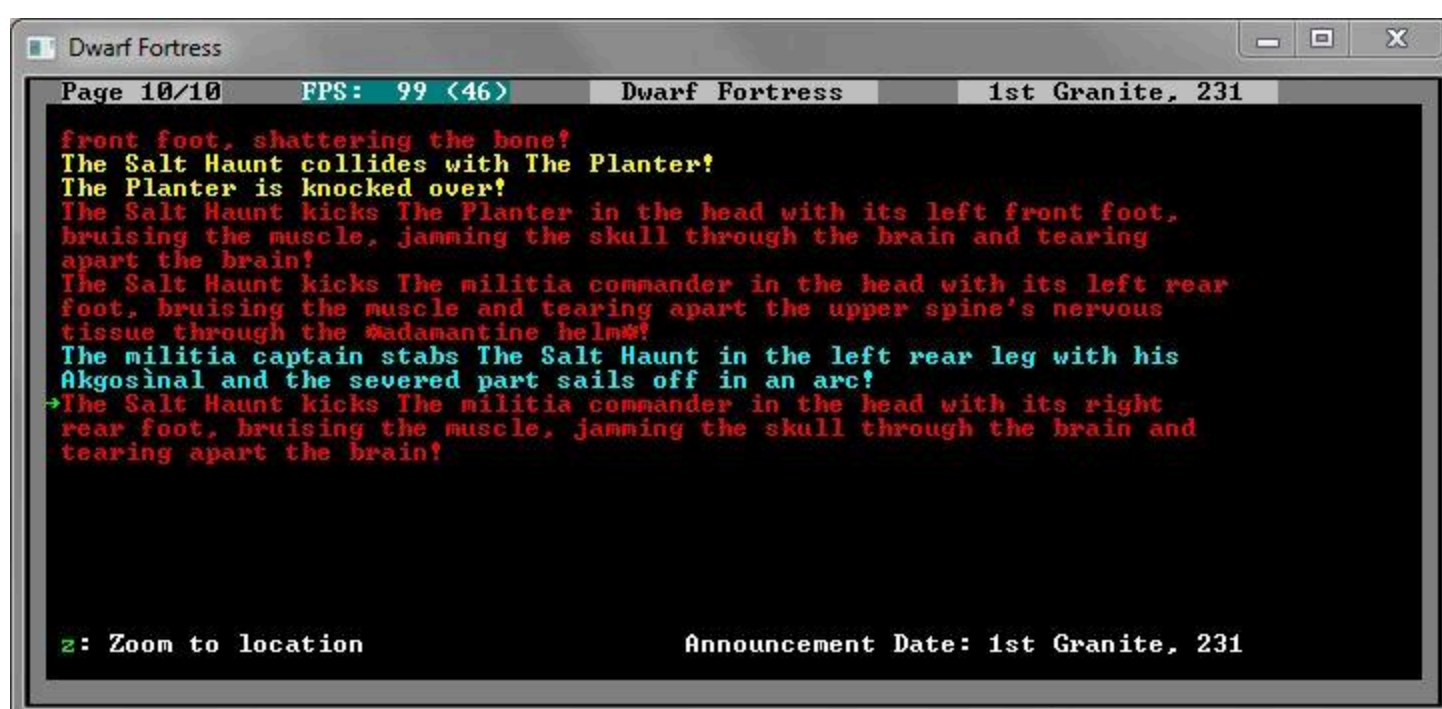 Dwarf Fortress
Page 10/10 FPS: 99 (46) Dwarf Fortress 1st Granite, 231
front foot, shattering the bone!
The Salt Haunt collides with The Planter!
The Planter is knocked over!
The Salt Haunt kicks The Planter in the head with its left front foot,
bruising the muscle, jamming the skull through the brain and tearing
apart the brain!
The Salt Haunt kicks The militia commander in the head with its left rear
foot, bruising the muscle and tearing apart the upper spine's nervous
tissue through the ☼adamantine helm☼!
The militia captain stabs The Salt Haunt in the left rear leg with his
Akgosìnal and the severed part sails off in an arc!
→The Salt Haunt kicks The militia commander in the head with its right
rear foot, bruising the muscle, jamming the skull through the brain and
tearing apart the brain!
z: Zoom to location Announcement Date: 1st Granite, 231